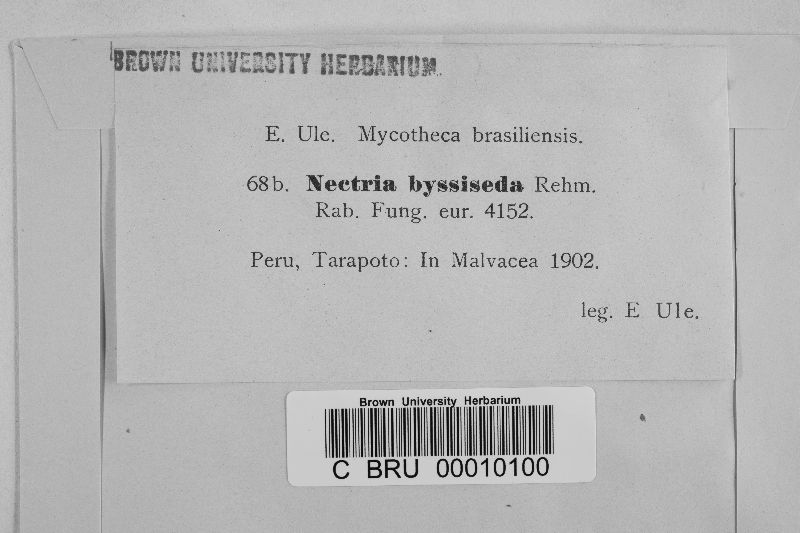 BROWN UNIVERSITY HERBARIUM.
E. Ule. Mycotheca brasiliensis.
68b. Nectria byssiseda Rehm.
Rab. Fung. eur. 4152.
Peru, Tarapoto: In Malvacea 1902.
leg. E Ule.
Brown University Herbarium
C BRU 00010100